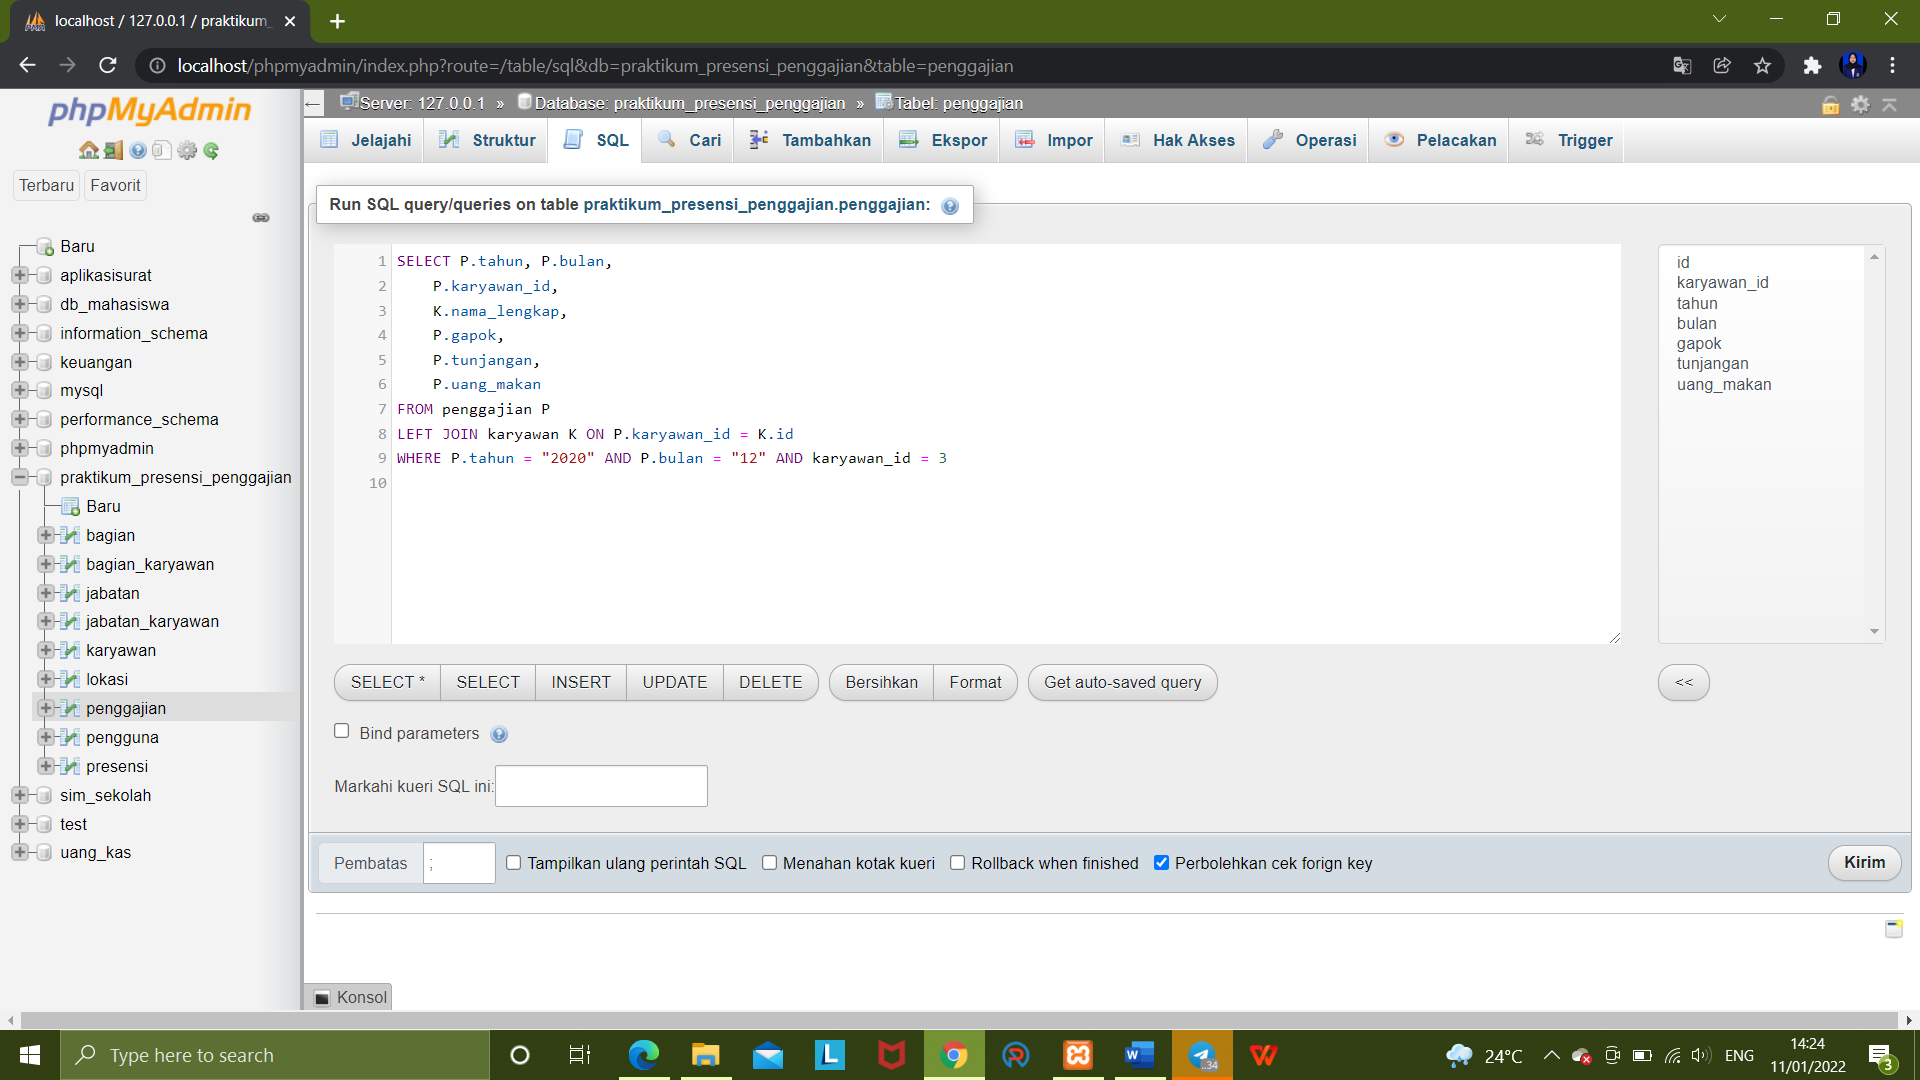 localhost / 127.0.0.1 / praktikum_
localhost/phpmyadmin/index.php?route=/table/sql&db=praktikum_presensi_penggajian&table=penggajian
phpMyAdmin
Terbaru Favorit
Baru
aplikasisurat
db_mahasiswa
information_schema
keuangan
mysql
performance_schema
phpmyadmin
praktikum_presensi_penggajian
Baru
bagian
bagian_karyawan
jabatan
jabatan_karyawan
karyawan
lokasi
penggajian
pengguna
presensi
sim_sekolah
test
uang_kas
Server: 127.0.0.1 » Database: praktikum_presensi_penggajian » Tabel: penggajian
Jelajahi Struktur SQL Cari Tambahkan Ekspor Impor Hak Akses Operasi Pelacakan Trigger
Run SQL query/queries on table praktikum_presensi_penggajian.penggajian:
1 SELECT P.tahun, P.bulan,
2 P.karyawan_id,
3 K.nama_lengkap,
4 P.gapok,
5 P.tunjangan,
6 P.uang_makan
7 FROM penggajian P
8 LEFT JOIN karyawan K ON P.karyawan_id = K.id
9 WHERE P.tahun = "2020" AND P.bulan = "12" AND karyawan_id = 3
10
id
karyawan_id
tahun
bulan
gapok
tunjangan
uang_makan
SELECT * SELECT INSERT UPDATE DELETE Bersihkan Format Get auto-saved query <<
Bind parameters
Markahi kueri SQL ini:
Pembatas ; Tampilkan ulang perintah SQL Menahan kotak kueri Rollback when finished Perbolehkan cek forign key Kirim
Konsol
Type here to search
24°C ENG
14:24
11/01/2022
3
..34